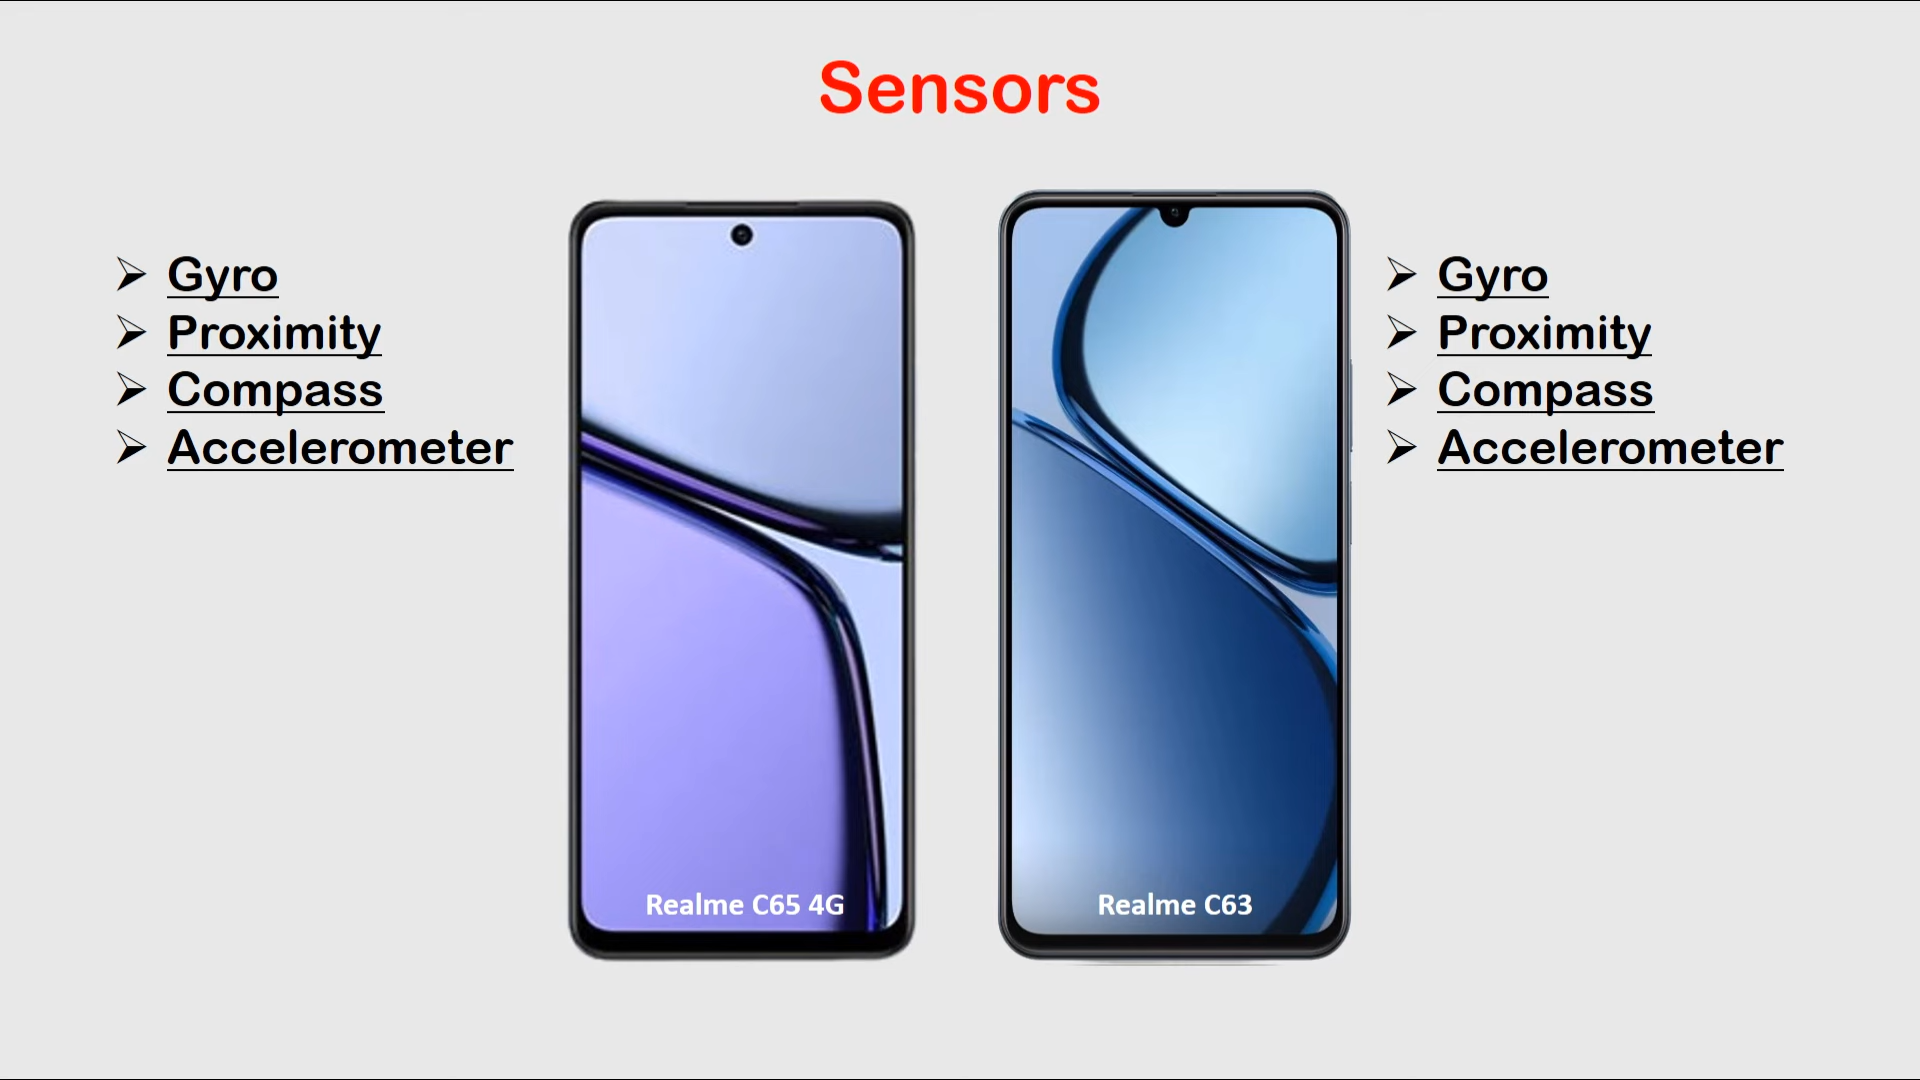 Sensors
➢ Gyro
➢ Proximity
➢ Compass
➢ Accelerometer
Realme C65 4G
Realme C63
➢ Gyro
➢ Proximity
➢ Compass
➢ Accelerometer